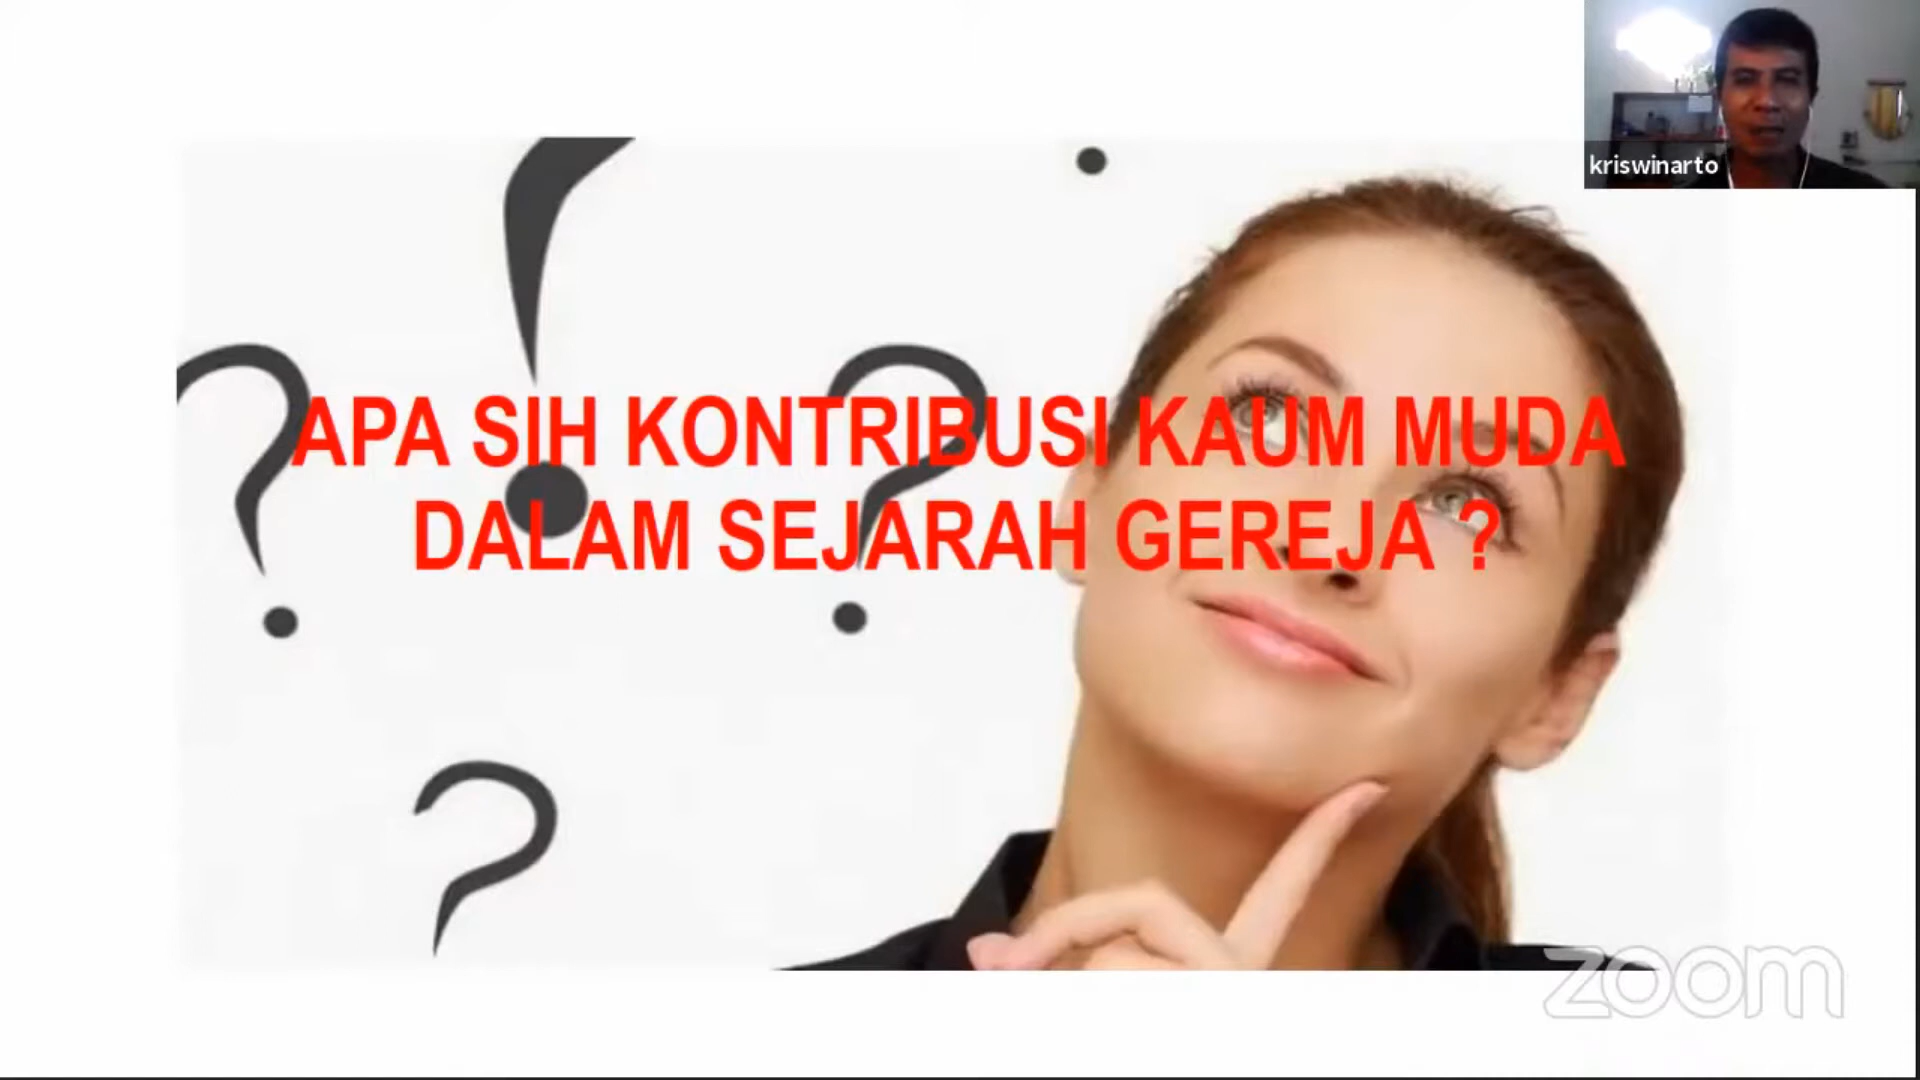 kriswinarto
APA SIH KONTRIBUSI KAUM MUDA
DALAM SEJARAH GEREJA ?
zoom